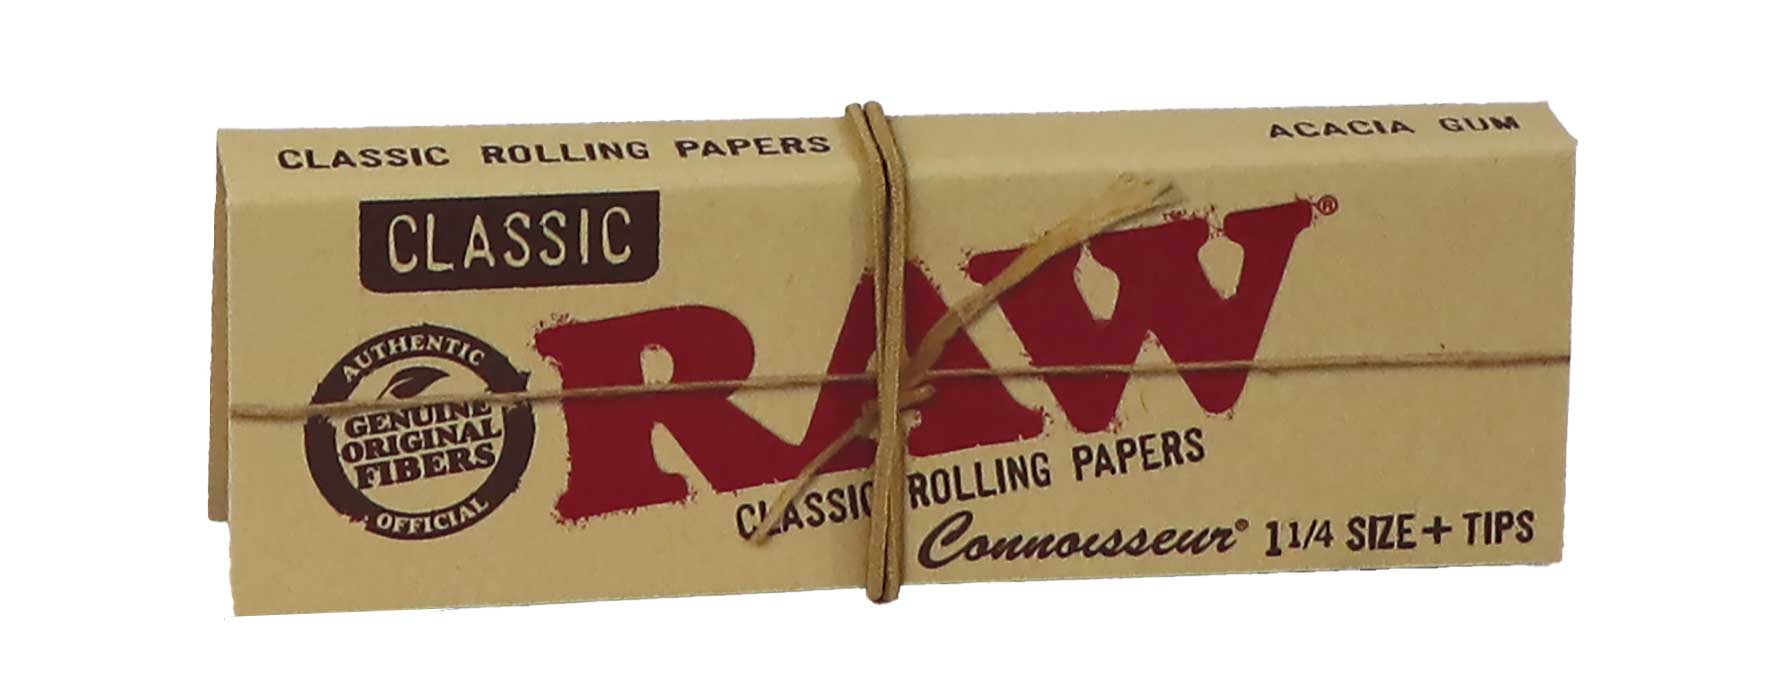 CLASSIC ROLLING PAPERS
ACACIA GUM
CLASSIC
RAW®
AUTHENTIC
GENUINE
ORIGINAL
FIBERS
OFFICIAL
CLASSIC ROLLING PAPERS
Connoisseur® 1 1/4 SIZE + TIPS